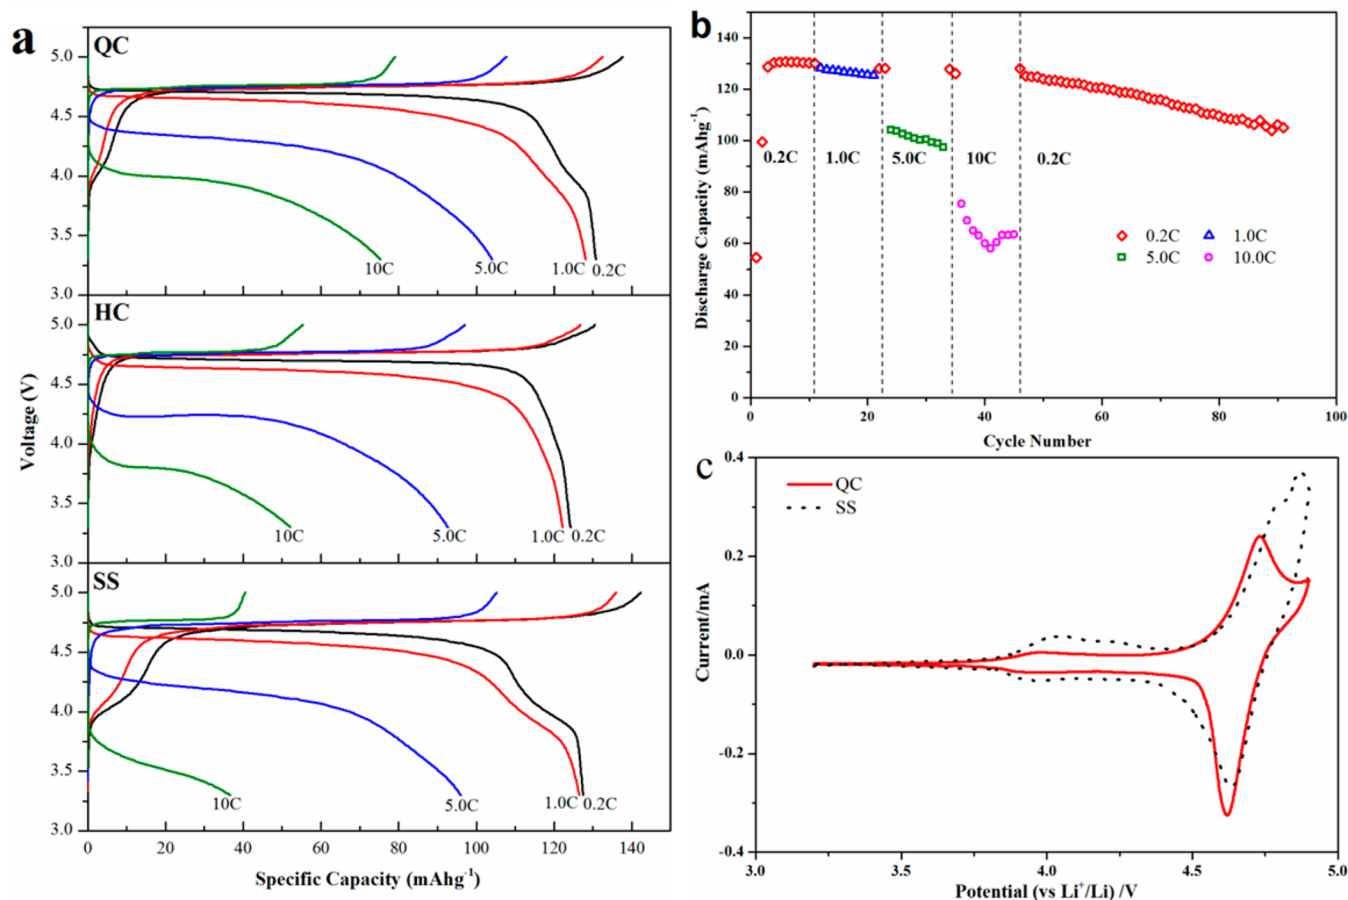 a
QC
5.0
4.5
4.0
3.5
3.0
10C
5.0C
1.0C
0.2C
HC
5.0
4.5
4.0
3.5
3.0
10C
5.0C
1.0C
0.2C
SS
5.0
4.5
4.0
3.5
3.0
10C
5.0C
1.0C
0.2C
Voltage (V)
0 20 40 60 80 100 120 140
Specific Capacity (mAhg⁻¹)
b
140
120
100
80
60
40
20
0
Discharge Capacity (mAhg⁻¹)
0.2C 1.0C 5.0C 10C 0.2C
0.2C 1.0C
5.0C 10.0C
0 20 40 60 80 100
Cycle Number
c
QC
SS
0.4
0.2
0.0
-0.2
-0.4
Current/mA
3.0 3.5 4.0 4.5 5.0
Potential (vs Li⁺/Li) /V